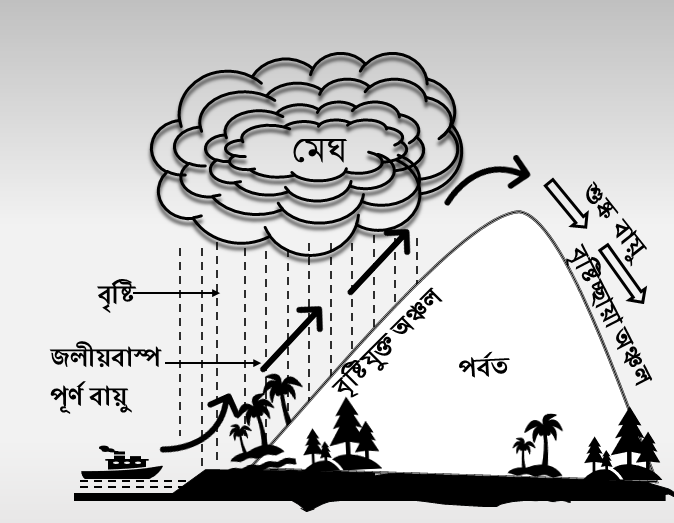 মেঘ
শুষ্ক বায়ু
বৃষ্টিচ্ছায়া অঞ্চল
বৃষ্টি
বৃষ্টিযুক্ত অঞ্চল
জলীয়বাস্প
পূর্ণ বায়ু
পর্বত